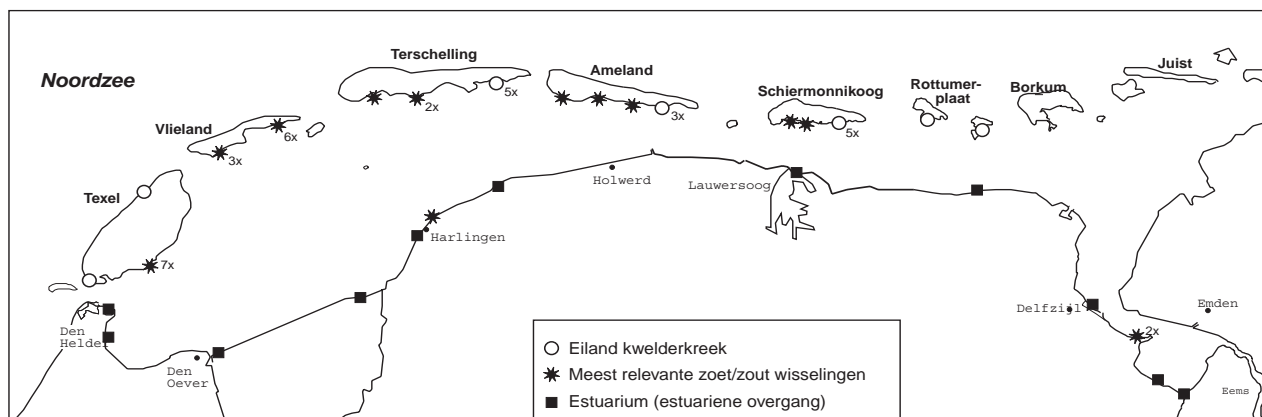 Terschelling
Ameland
Juist
Noordzee
Schiermonnikoog
Rottumer-
plaat
Borkum
5x
2x
3x
5x
Vlieland
6x
3x
Holwerd
Lauwersoog
Texel
Harlingen
7x
Den
Helder
Delfzijl
Emden
2x
Den
Oever
Eems
Eiland kwelderkreek
Meest relevante zoet/zout wisselingen
Estuarium (estuariene overgang)